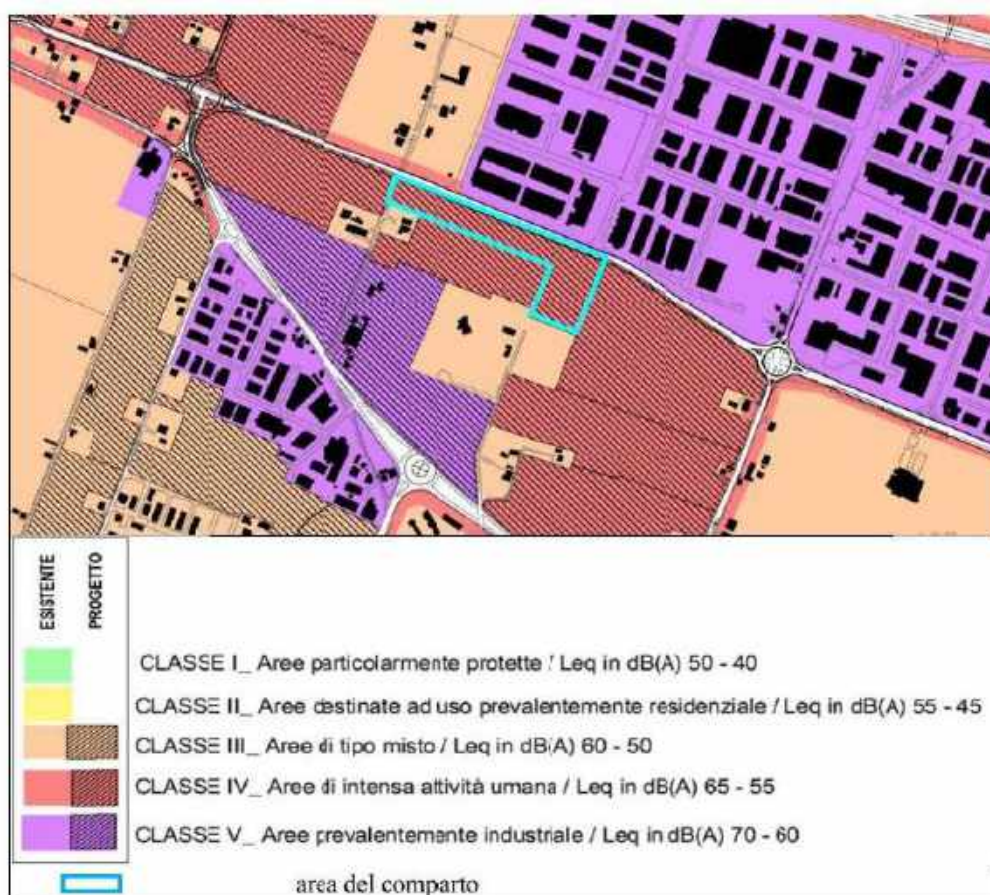 ESISTENTE
PROGETTO
CLASSE I_ Aree particolarmente protette / Leq in dB(A) 50 - 40
CLASSE II_ Aree destinate ad uso prevalentemente residenziale / Leq in dB(A) 55 - 45
CLASSE III_ Aree di tipo misto / Leq in dB(A) 60 - 50
CLASSE IV_ Aree di intensa attività umana / Leq in dB(A) 65 - 55
CLASSE V_ Aree prevalentemente industriale / Leq in dB(A) 70 - 60
area del comparto